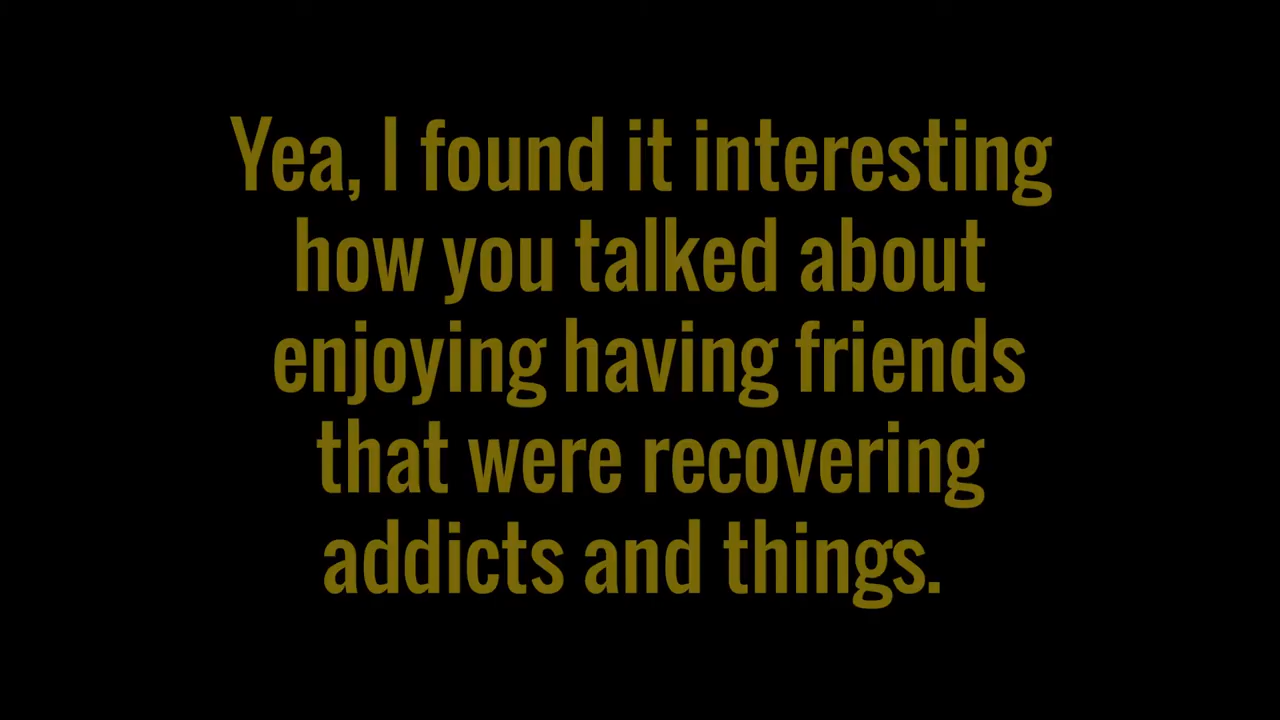 Yea, I found it interesting
how you talked about
enjoying having friends
that were recovering
addicts and things.